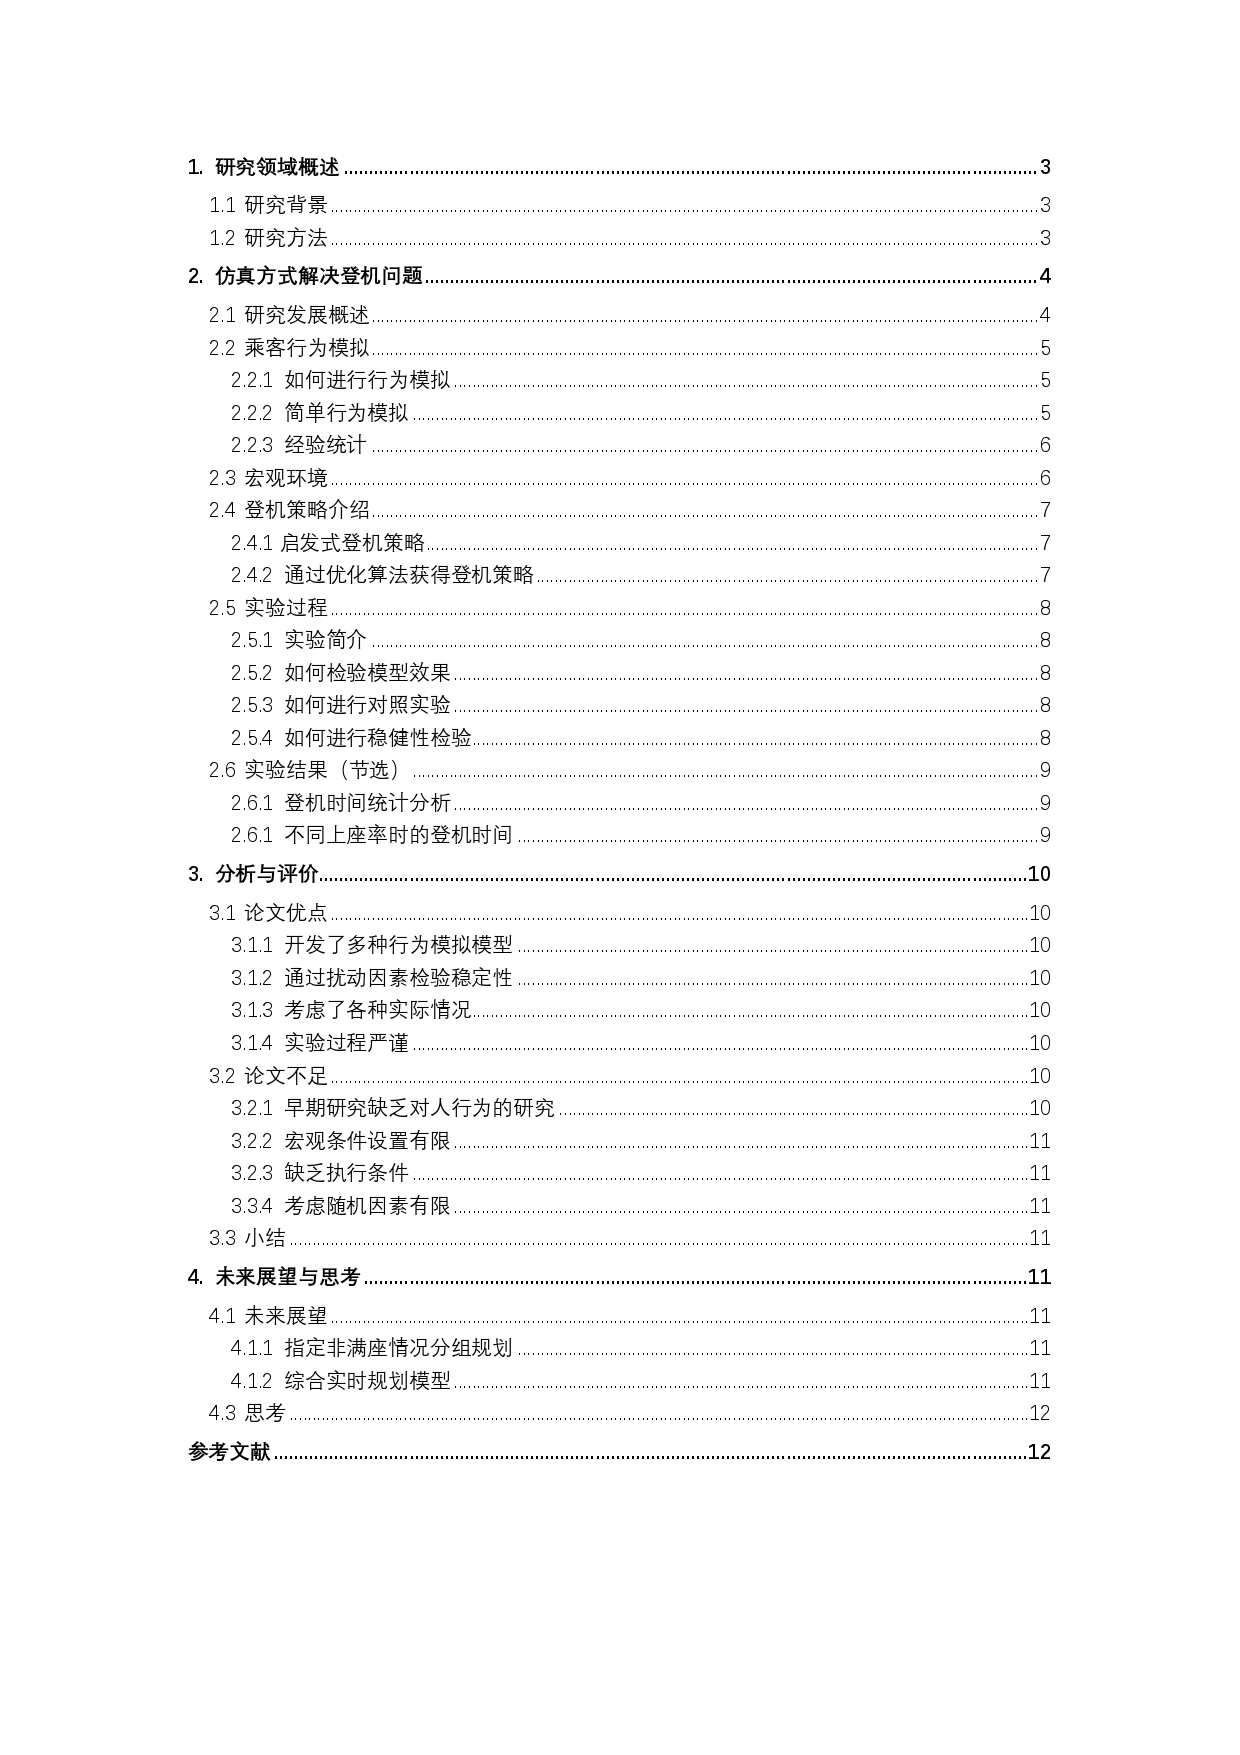 1. 研究领域概述 ........ 3
1.1 研究背景 ........ 3
1.2 研究方法 ........ 3
2. 仿真方式解决登机问题 ........ 4
2.1 研究发展概述 ........ 4
2.2 乘客行为模拟 ........ 5
2.2.1 如何进行行为模拟 ........ 5
2.2.2 简单行为模拟 ........ 5
2.2.3 经验统计 ........ 6
2.3 宏观环境 ........ 6
2.4 登机策略介绍 ........ 7
2.4.1 启发式登机策略 ........ 7
2.4.2 通过优化算法获得登机策略 ........ 7
2.5 实验过程 ........ 8
2.5.1 实验简介 ........ 8
2.5.2 如何检验模型效果 ........ 8
2.5.3 如何进行对照实验 ........ 8
2.5.4 如何进行稳健性检验 ........ 8
2.6 实验结果（节选） ........ 9
2.6.1 登机时间统计分析 ........ 9
2.6.1 不同上座率时的登机时间 ........ 9
3. 分析与评价 ........ 10
3.1 论文优点 ........ 10
3.1.1 开发了多种行为模拟模型 ........ 10
3.1.2 通过扰动因素检验稳定性 ........ 10
3.1.3 考虑了各种实际情况 ........ 10
3.1.4 实验过程严谨 ........ 10
3.2 论文不足 ........ 10
3.2.1 早期研究缺乏对人行为的研究 ........ 10
3.2.2 宏观条件设置有限 ........ 11
3.2.3 缺乏执行条件 ........ 11
3.3.4 考虑随机因素有限 ........ 11
3.3 小结 ........ 11
4. 未来展望与思考 ........ 11
4.1 未来展望 ........ 11
4.1.1 指定非满座情况分组规划 ........ 11
4.1.2 综合实时规划模型 ........ 11
4.3 思考 ........ 12
参考文献 ........ 12